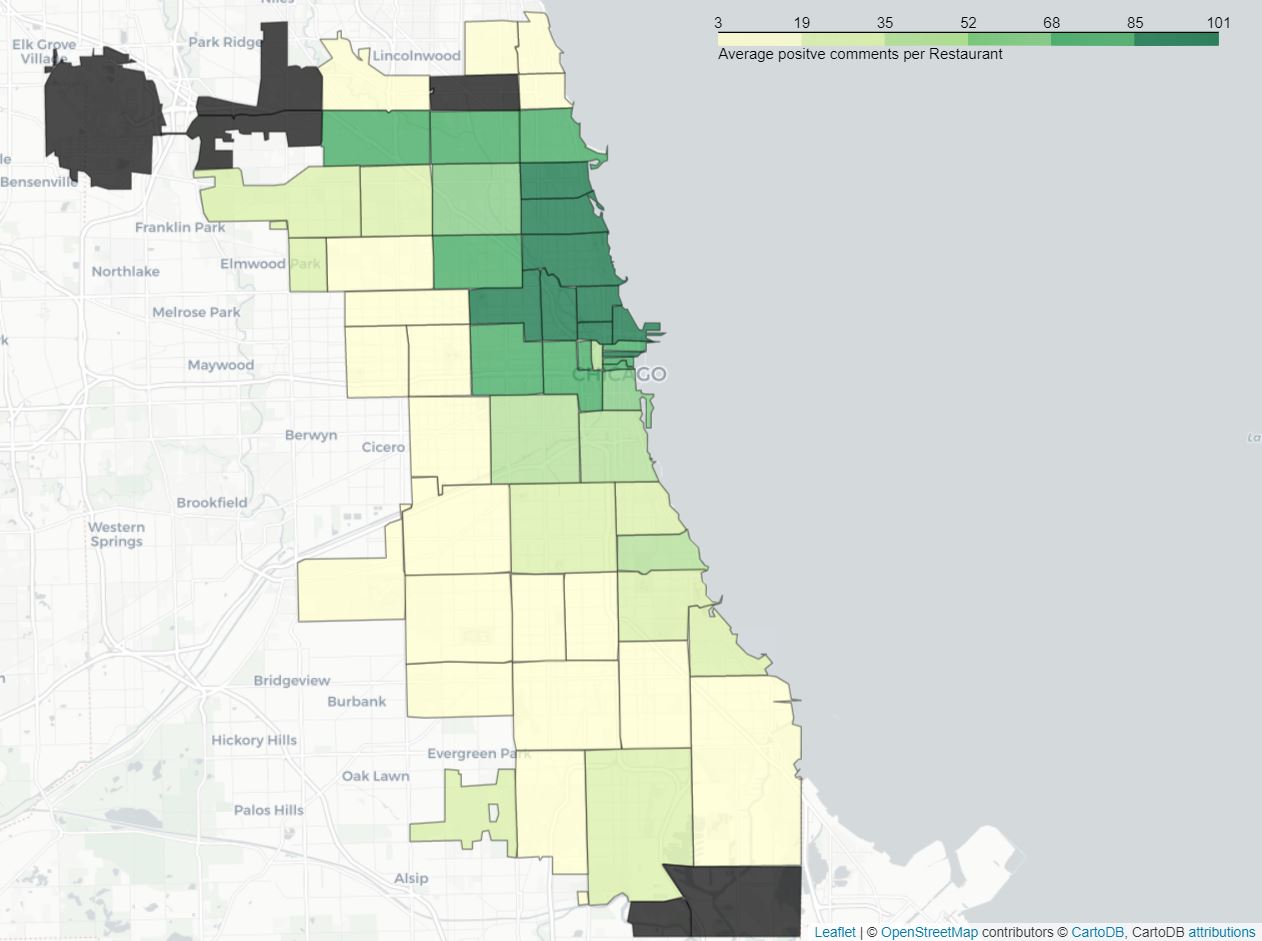 Niles
3 19 35 52 68 85 101
Average positve comments per Restaurant
Elk Grove
Village
Park Ridge
Lincolnwood
Bensenville
Franklin Park
Elmwood Park
Northlake
Melrose Park
Maywood
CHICAGO
Berwyn
Cicero
La
Brookfield
Western
Springs
Bridgeview
Burbank
Hickory Hills
Evergreen Park
Oak Lawn
Palos Hills
Alsip
Leaflet | © OpenStreetMap contributors © CartoDB, CartoDB attributions